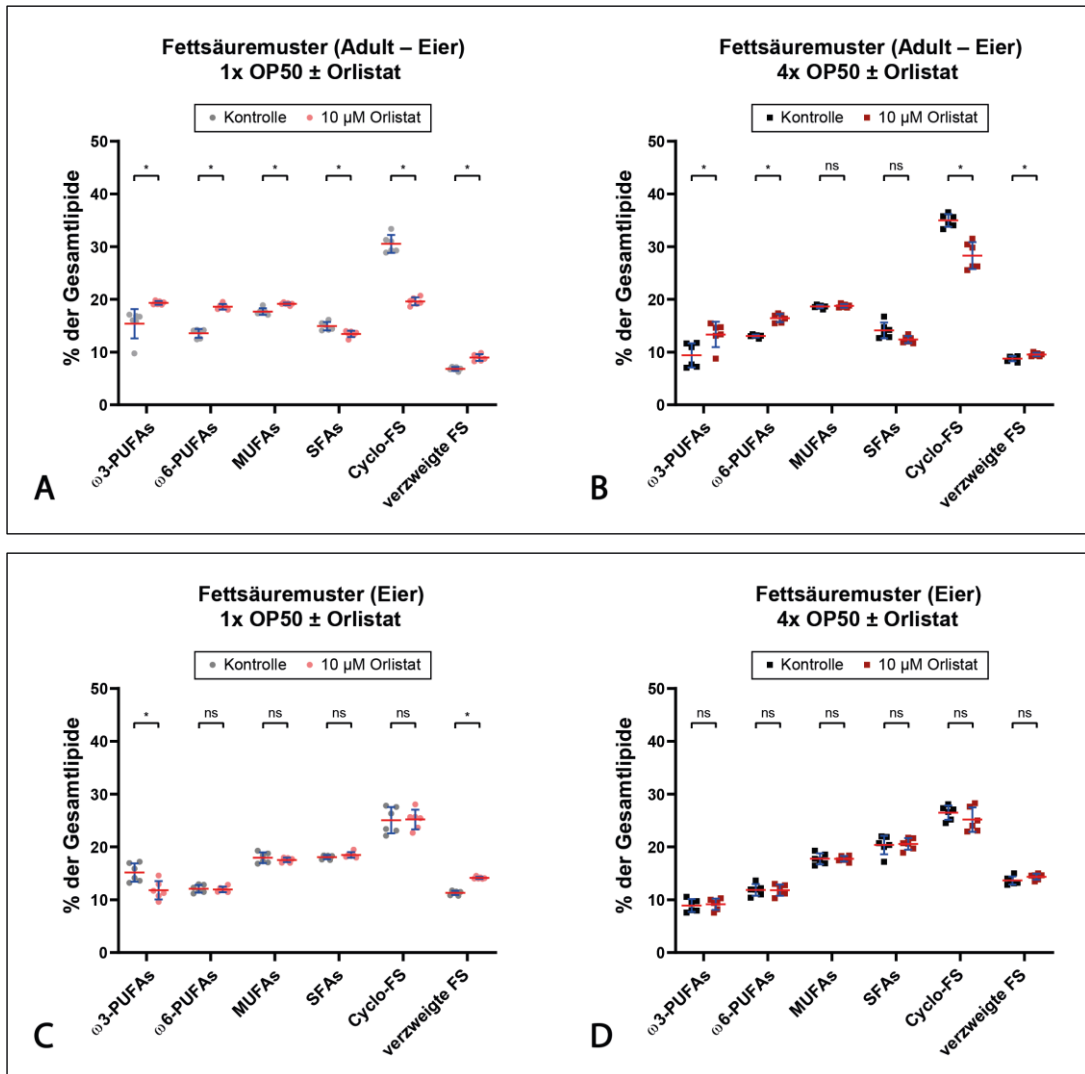 Fettsäuremuster (Adult – Eier)
1x OP50 ± Orlistat
Kontrolle 10 µM Orlistat
% der Gesamtlipide
50
40
30
20
10
0
* * * * * *
ω3-PUFAs
ω6-PUFAs
MUFAs
SFAs
Cyclo-FS
verzweigte FS
A
Fettsäuremuster (Adult – Eier)
4x OP50 ± Orlistat
Kontrolle 10 µM Orlistat
% der Gesamtlipide
50
40
30
20
10
0
* * ns ns * *
ω3-PUFAs
ω6-PUFAs
MUFAs
SFAs
Cyclo-FS
verzweigte FS
B
Fettsäuremuster (Eier)
1x OP50 ± Orlistat
Kontrolle 10 µM Orlistat
% der Gesamtlipide
50
40
30
20
10
0
* ns ns ns ns *
ω3-PUFAs
ω6-PUFAs
MUFAs
SFAs
Cyclo-FS
verzweigte FS
C
Fettsäuremuster (Eier)
4x OP50 ± Orlistat
Kontrolle 10 µM Orlistat
% der Gesamtlipide
50
40
30
20
10
0
ns ns ns ns ns ns
ω3-PUFAs
ω6-PUFAs
MUFAs
SFAs
Cyclo-FS
verzweigte FS
D